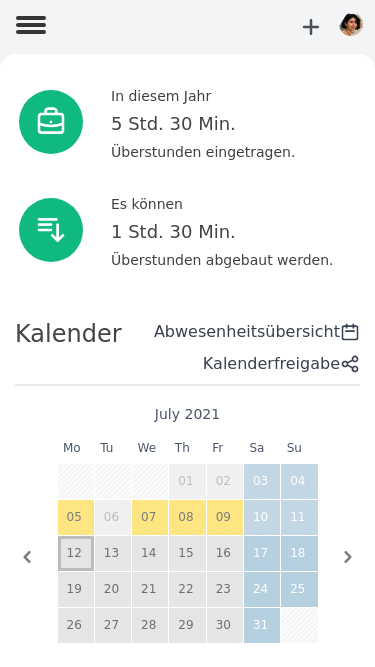 In diesem Jahr
5 Std. 30 Min.
Überstunden eingetragen.
Es können
1 Std. 30 Min.
Überstunden abgebaut werden.
Kalender
Abwesenheitsübersicht
Kalenderfreigabe
July 2021
Mo Tu We Th Fr Sa Su
01 02 03 04
05 06 07 08 09 10 11
12 13 14 15 16 17 18
19 20 21 22 23 24 25
26 27 28 29 30 31